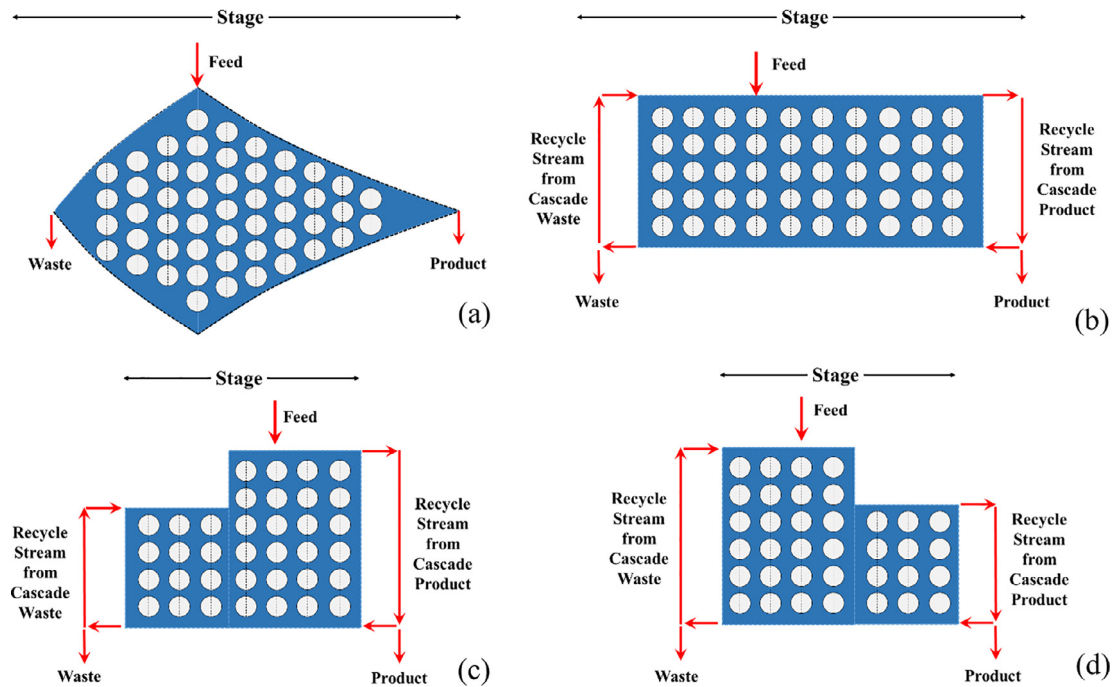 Stage
Feed
Waste
Product
(a)
Stage
Feed
Recycle
Stream
from
Cascade
Waste
Recycle
Stream
from
Cascade
Product
Waste
Product
(b)
Stage
Feed
Recycle
Stream
from
Cascade
Waste
Recycle
Stream
from
Cascade
Product
Waste
Product
(c)
Stage
Feed
Recycle
Stream
from
Cascade
Waste
Recycle
Stream
from
Cascade
Product
Waste
Product
(d)